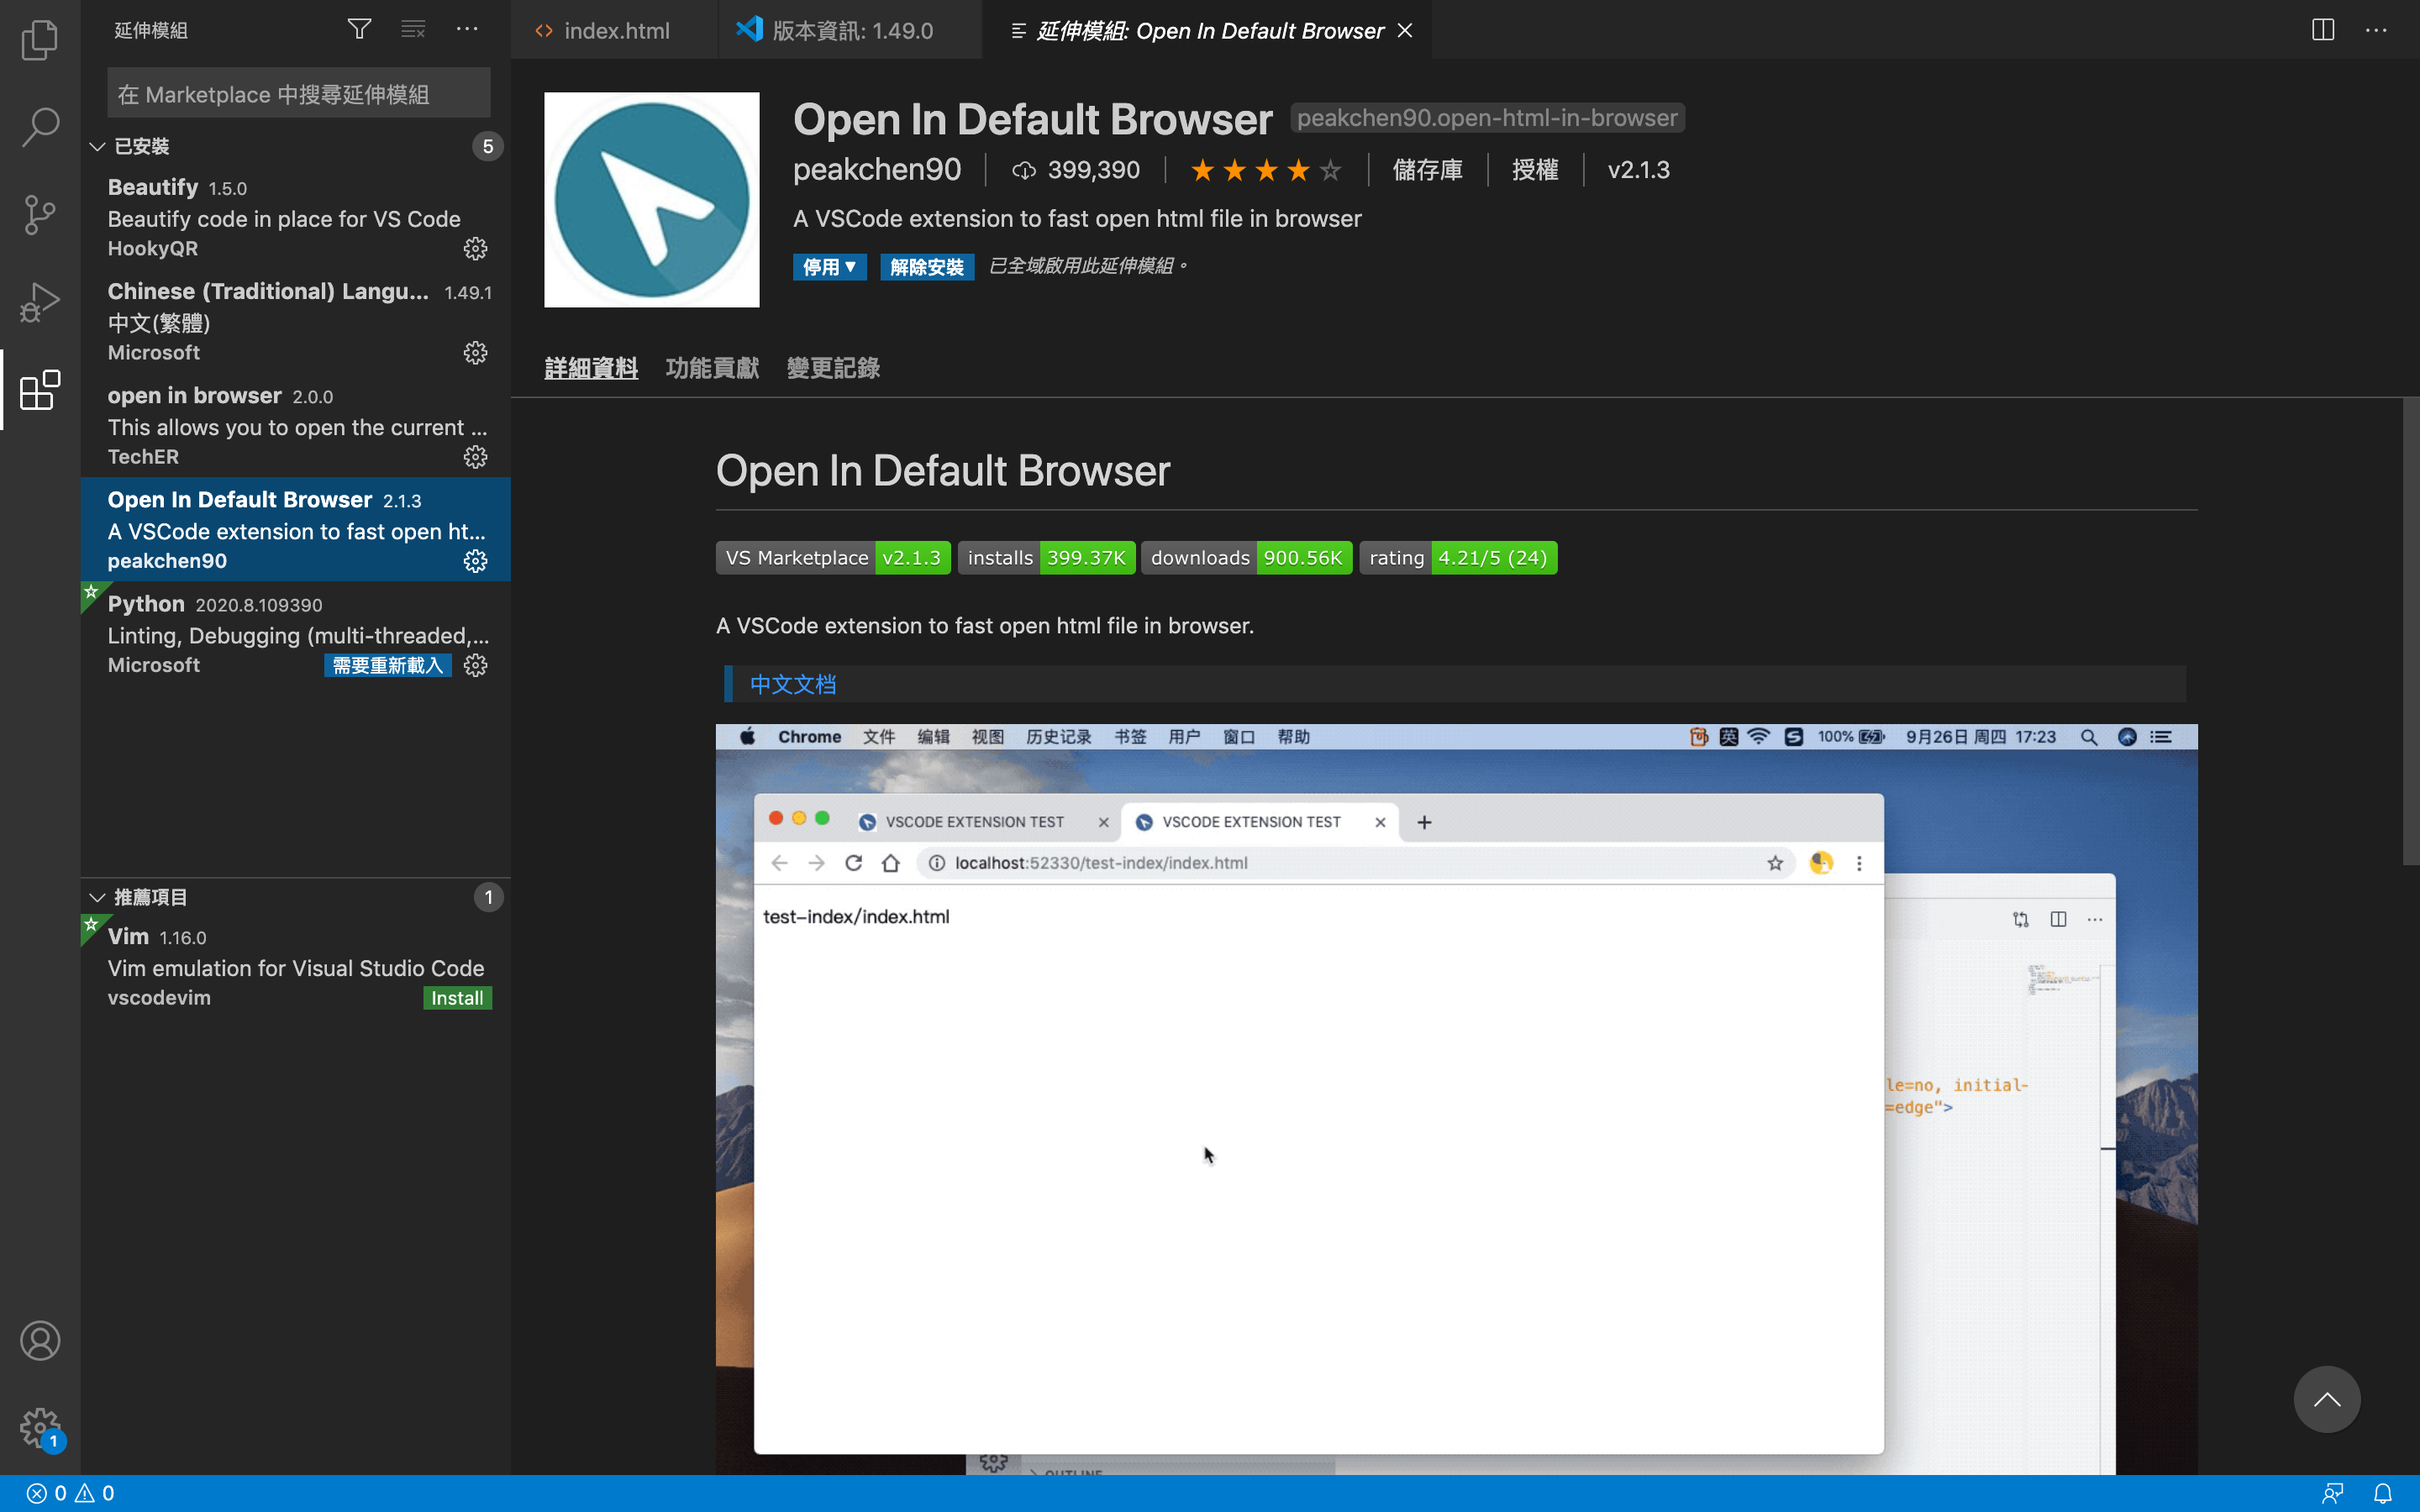 延伸模組
在 Marketplace 中搜尋延伸模組
已安裝
5
Beautify 1.5.0
Beautify code in place for VS Code
HookyQR
Chinese (Traditional) Langu... 1.49.1
中文(繁體)
Microsoft
open in browser 2.0.0
This allows you to open the current ...
TechER
Open In Default Browser 2.1.3
A VSCode extension to fast open ht...
peakchen90
Python 2020.8.109390
Linting, Debugging (multi-threaded,...
Microsoft 需要重新載入
推薦項目
1
Vim 1.16.0
Vim emulation for Visual Studio Code
vscodevim Install
1
index.html
版本資訊: 1.49.0
延伸模組: Open In Default Browser
Open In Default Browser peakchen90.open-html-in-browser
peakchen90 399,390 儲存庫 授權 v2.1.3
A VSCode extension to fast open html file in browser
停用 解除安裝 已全域啟用此延伸模組。
詳細資料 功能貢獻 變更記錄
Open In Default Browser
VS Marketplace v2.1.3 installs 399.37K downloads 900.56K rating 4.21/5 (24)
A VSCode extension to fast open html file in browser.
中文文档
Chrome 文件 编辑 视图 历史记录 书签 用户 窗口 帮助 英 100% 9月26日 周四 17:23
VSCODE EXTENSION TEST
VSCODE EXTENSION TEST
localhost:52330/test-index/index.html
test-index/index.html
le=no, initial-
=edge">
OUTLINE
0 0